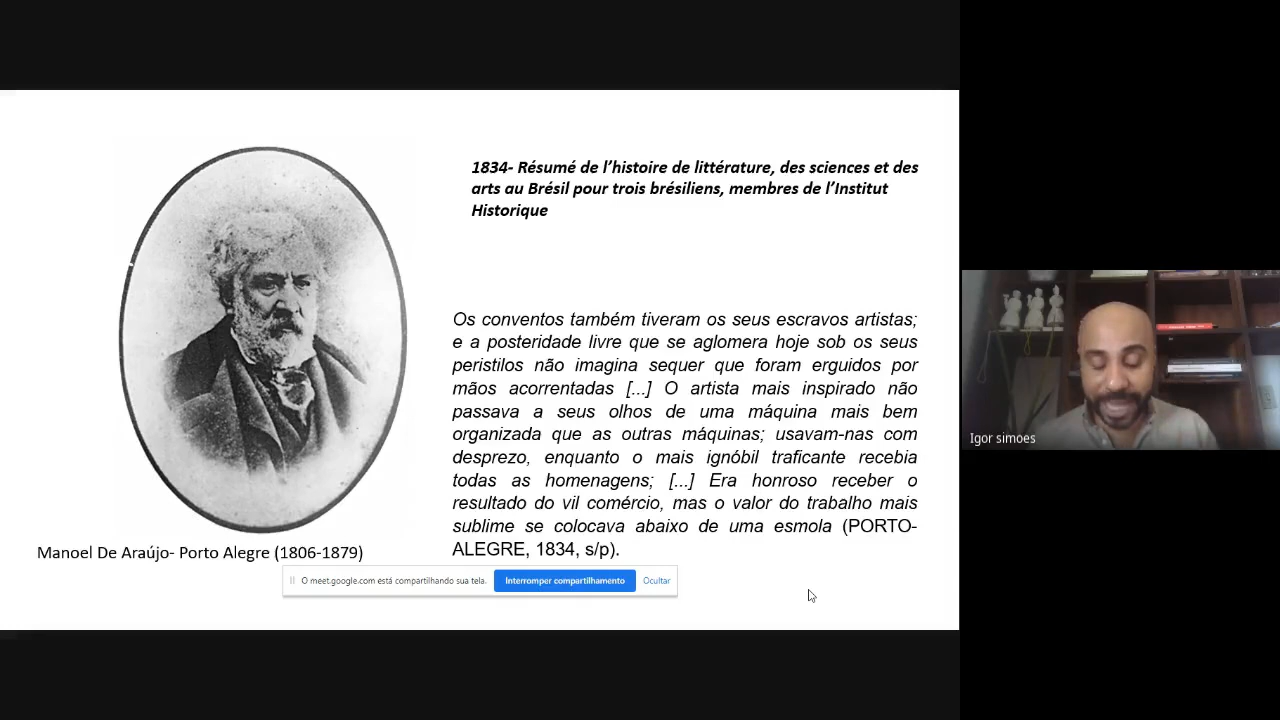 1834- Résumé de l’histoire de littérature, des sciences et des
arts au Brésil pour trois brésiliens, membres de l’Institut
Historique
Os conventos também tiveram os seus escravos artistas;
e a posteridade livre que se aglomera hoje sob os seus
peristilos não imagina sequer que foram erguidos por
mãos acorrentadas [...] O artista mais inspirado não
passava a seus olhos de uma máquina mais bem
organizada que as outras máquinas; usavam-nas com
desprezo, enquanto o mais ignóbil traficante recebia
todas as homenagens; [...] Era honroso receber o
resultado do vil comércio, mas o valor do trabalho mais
sublime se colocava abaixo de uma esmola (PORTO-
ALEGRE, 1834, s/p).
Manoel De Araújo- Porto Alegre (1806-1879)
O meet.google.com está compartilhando sua tela. Interromper compartilhamento Ocultar
Igor simoes